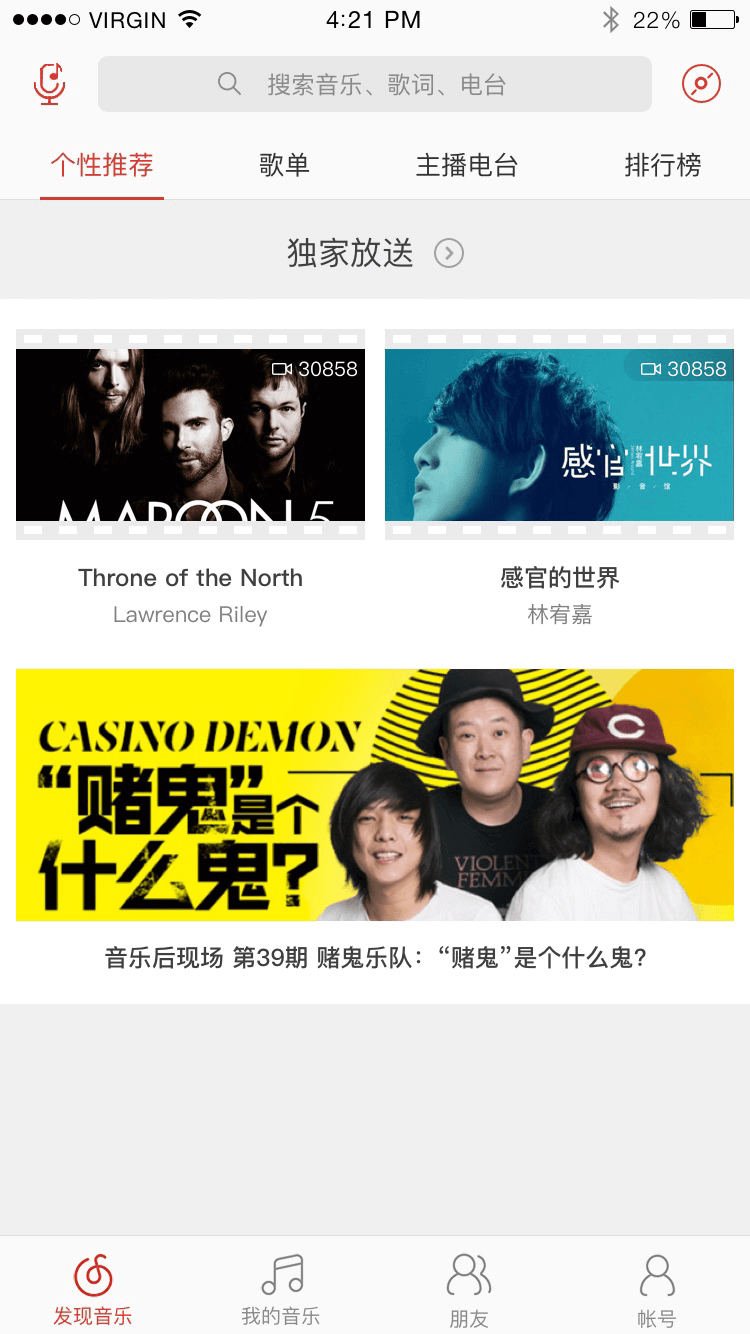 VIRGIN 4:21 PM 22%
搜索音乐、歌词、电台
个性推荐 歌单 主播电台 排行榜
独家放送
30858
MAROON 5
30858
感官世界
林宥嘉
影 / 音 / 馆
Throne of the North
Lawrence Riley
感官的世界
林宥嘉
CASINO DEMON
“赌鬼”是个
什么鬼?
C
VIOLENT
FEMM
音乐后现场 第39期 赌鬼乐队：“赌鬼”是个什么鬼?
发现音乐 我的音乐 朋友 帐号